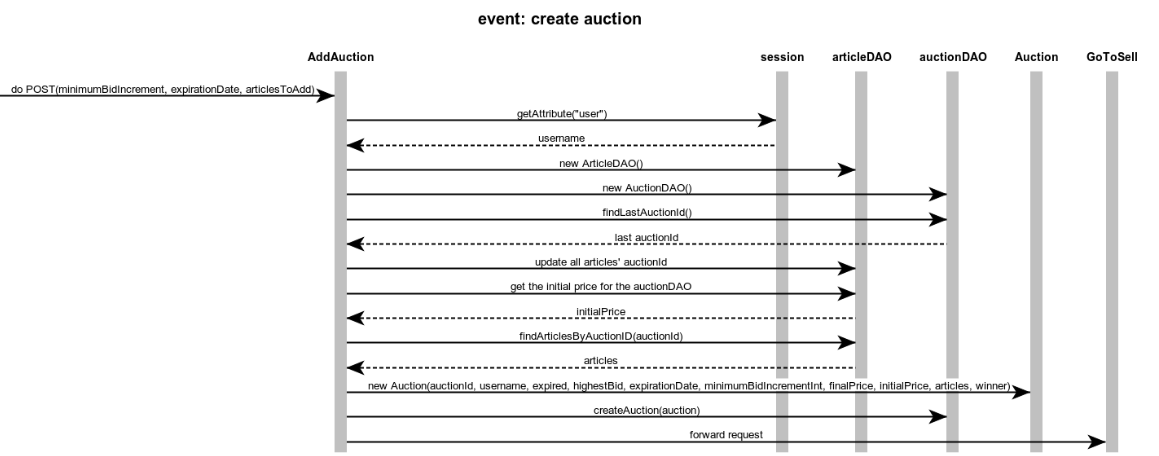 event: create auction
AddAuction session articleDAO auctionDAO Auction GoToSell
do POST(minimumBidIncrement, expirationDate, articlesToAdd)
getAttribute("user")
username
new ArticleDAO()
new AuctionDAO()
findLastAuctionId()
last auctionId
update all articles' auctionId
get the initial price for the auctionDAO
initialPrice
findArticlesByAuctionID(auctionId)
articles
new Auction(auctionId, username, expired, highestBid, expirationDate, minimumBidIncrementInt, finalPrice, initialPrice, articles, winner)
createAuction(auction)
forward request